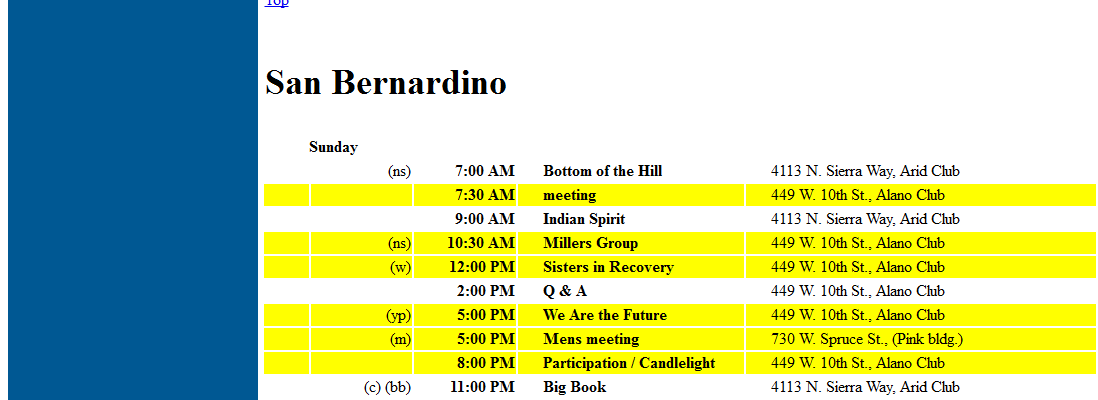 Top
San Bernardino
Sunday
(ns) 7:00 AM Bottom of the Hill 4113 N. Sierra Way, Arid Club
7:30 AM meeting 449 W. 10th St., Alano Club
9:00 AM Indian Spirit 4113 N. Sierra Way, Arid Club
(ns) 10:30 AM Millers Group 449 W. 10th St., Alano Club
(w) 12:00 PM Sisters in Recovery 449 W. 10th St., Alano Club
2:00 PM Q & A 449 W. 10th St., Alano Club
(yp) 5:00 PM We Are the Future 449 W. 10th St., Alano Club
(m) 5:00 PM Mens meeting 730 W. Spruce St., (Pink bldg.)
8:00 PM Participation / Candlelight 449 W. 10th St., Alano Club
(c) (bb) 11:00 PM Big Book 4113 N. Sierra Way, Arid Club